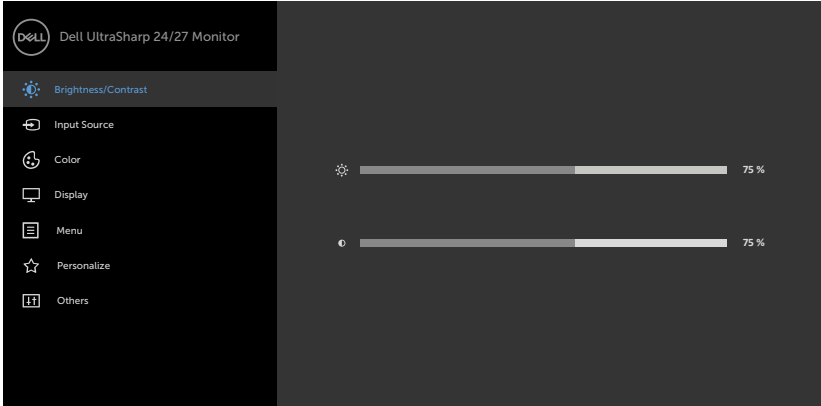 DELL Dell UltraSharp 24/27 Monitor
Brightness/Contrast
Input Source
Color
Display
Menu
Personalize
Others
75 %
75 %